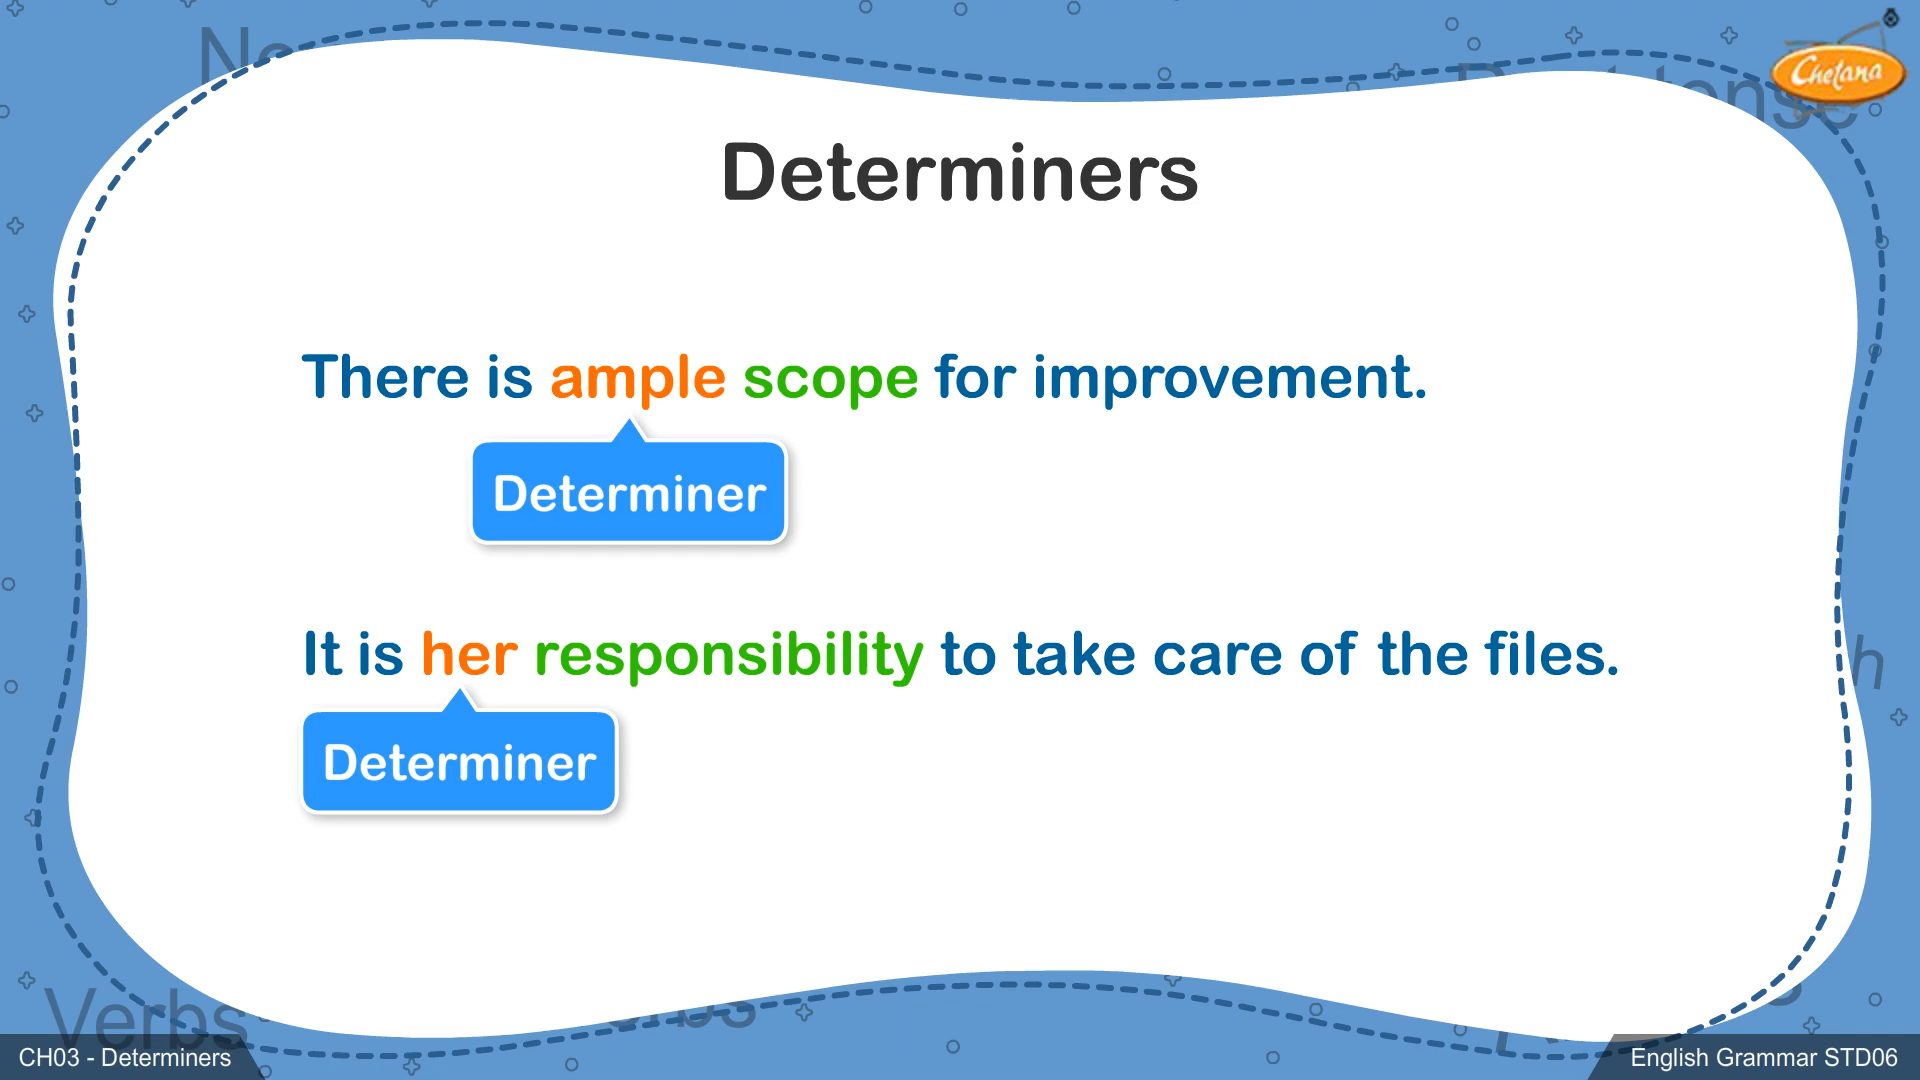 Chetana
Determiners
There is ample scope for improvement.
Determiner
It is her responsibility to take care of the files.
Determiner
Verbs
CH03 - Determiners
English Grammar STD06